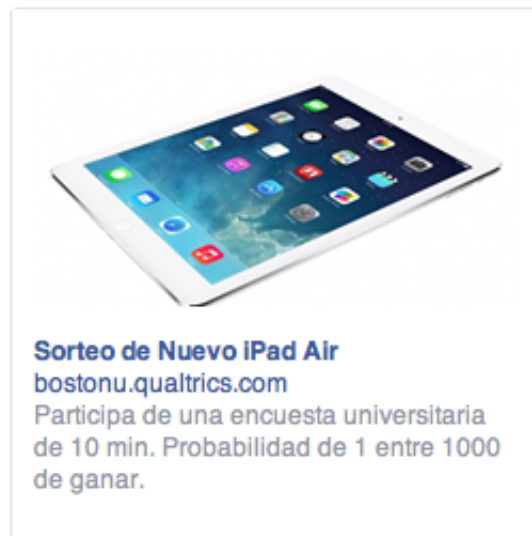 Sorteo de Nuevo iPad Air
bostonu.qualtrics.com
Participa de una encuesta universitaria
de 10 min. Probabilidad de 1 entre 1000
de ganar.